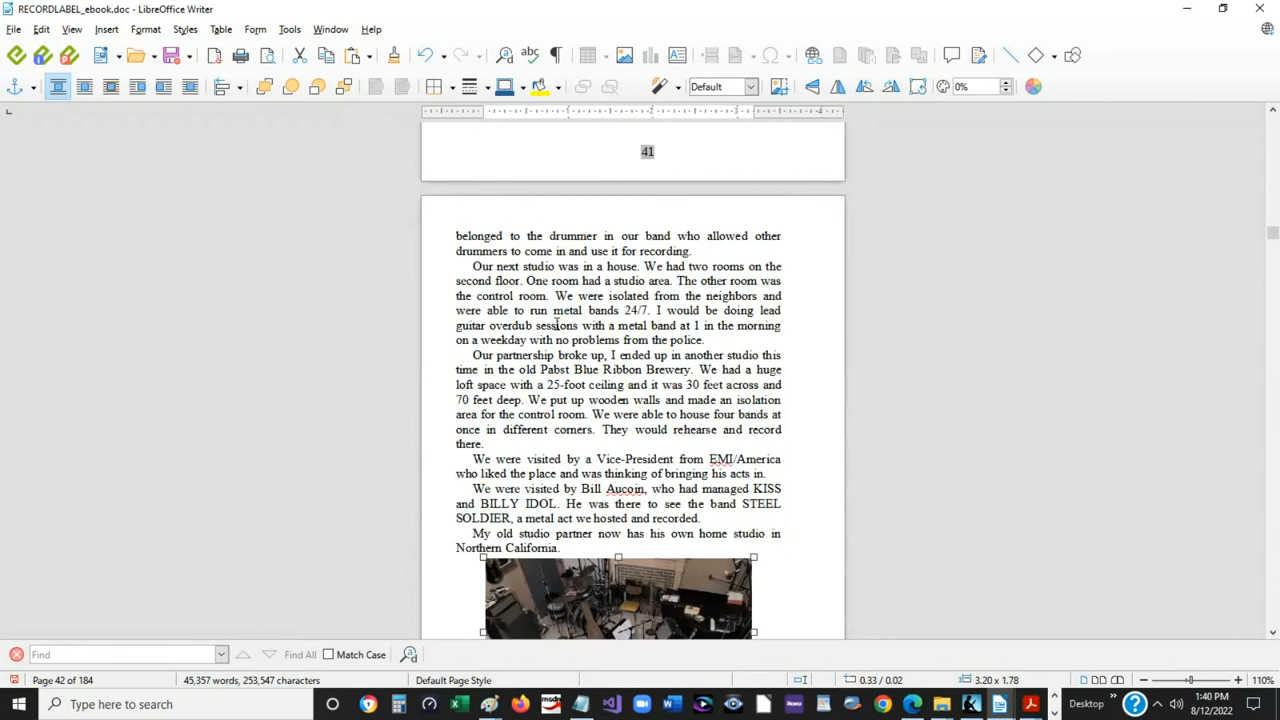 RECORDLABEL_ebook.doc - LibreOffice Writer
File Edit View Insert Format Styles Table Form Tools Window Help
Default
0%
41
belonged to the drummer in our band who allowed other
drummers to come in and use it for recording.
Our next studio was in a house. We had two rooms on the
second floor. One room had a studio area. The other room was
the control room. We were isolated from the neighbors and
were able to run metal bands 24/7. I would be doing lead
guitar overdub sessions with a metal band at 1 in the morning
on a weekday with no problems from the police.
Our partnership broke up, I ended up in another studio this
time in the old Pabst Blue Ribbon Brewery. We had a huge
loft space with a 25-foot ceiling and it was 30 feet across and
70 feet deep. We put up wooden walls and made an isolation
area for the control room. We were able to house four bands at
once in different corners. They would rehearse and record
there.
We were visited by a Vice-President from EMI/America
who liked the place and was thinking of bringing his acts in.
We were visited by Bill Aucoin, who had managed KISS
and BILLY IDOL. He was there to see the band STEEL
SOLDIER, a metal act we hosted and recorded.
My old studio partner now has his own home studio in
Northern California.
Find
Find All Match Case
Page 42 of 184 45,357 words, 253,547 characters Default Page Style 0.33 / 0.02 3.20 x 1.78 110%
Type here to search
Desktop
1:40 PM
8/12/2022